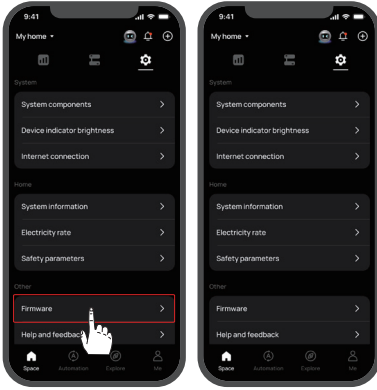 9:41
My home
System
System components
Device indicator brightness
Internet connection
Home
System information
Electricity rate
Safety parameters
Other
Firmware
Help and feedback
Space Automation Explore Me
9:41
My home
System
System components
Device indicator brightness
Internet connection
Home
System information
Electricity rate
Safety parameters
Other
Firmware
Help and feedback
Space Automation Explore Me